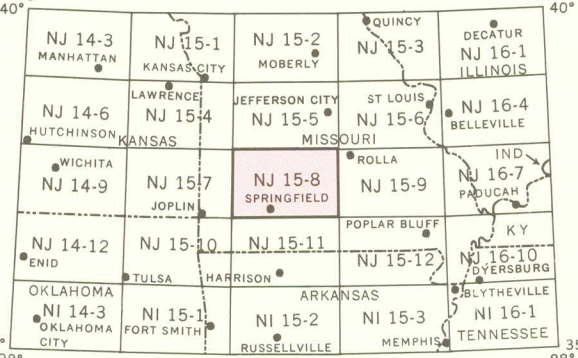 40°
40°
QUINCY
NJ 14-3
MANHATTAN
NJ 15-1
KANSAS CITY
NJ 15-2
MOBERLY
NJ 15-3
DECATUR
NJ 16-1
ILLINOIS
LAWRENCE
NJ 14-6
HUTCHINSON
KANSAS
NJ 15-4
JEFFERSON CITY
NJ 15-5
MISSOURI
ST LOUIS
NJ 15-6
NJ 16-4
BELLEVILLE
WICHITA
NJ 14-9
NJ 15-7
JOPLIN
NJ 15-8
SPRINGFIELD
ROLLA
NJ 15-9
IND
NJ 16-7
PADUCAH
POPLAR BLUFF
KY
NJ 14-12
ENID
NJ 15-10
TULSA
NJ 15-11
HARRISON
NJ 15-12
NJ 16-10
DYERSBURG
OKLAHOMA
ARKANSAS
BLYTHEVILLE
NI 14-3
OKLAHOMA
CITY
NI 15-1
FORT SMITH
NI 15-2
RUSSELLVILLE
NI 15-3
MEMPHIS
NI 16-1
TENNESSEE